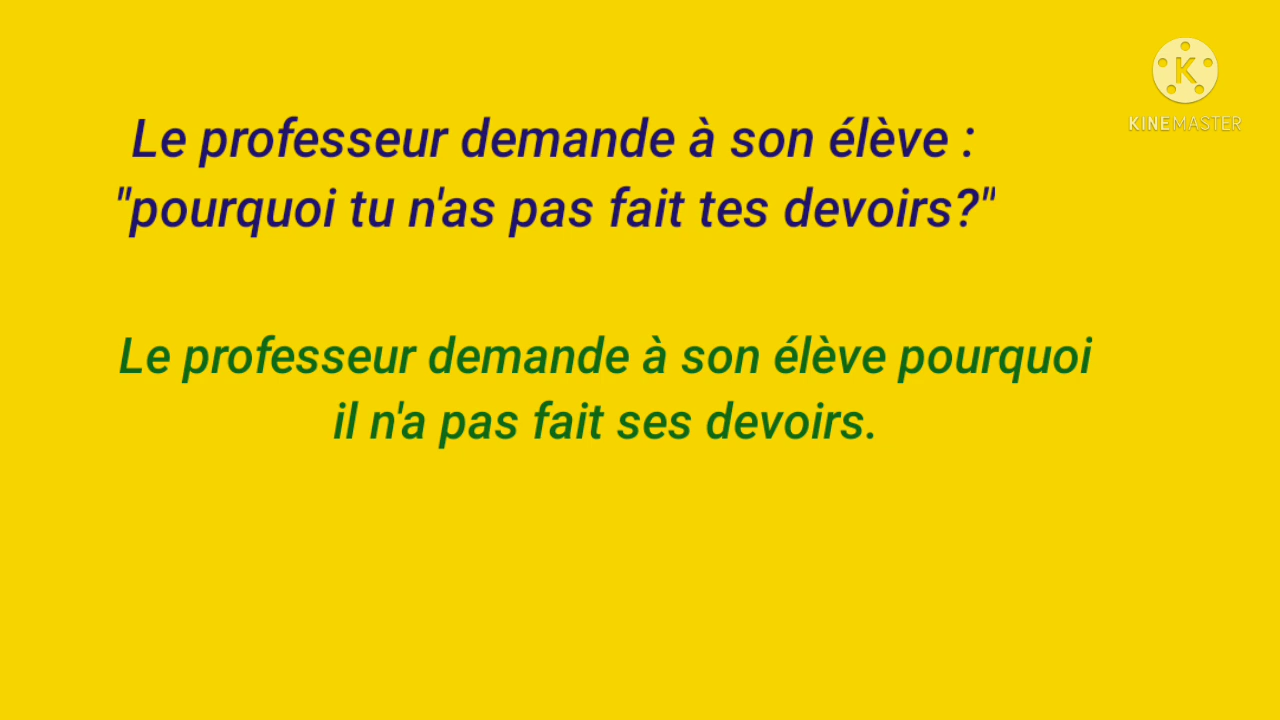 KINEMASTER
Le professeur demande à son élève :
"pourquoi tu n'as pas fait tes devoirs?"
Le professeur demande à son élève pourquoi
il n'a pas fait ses devoirs.